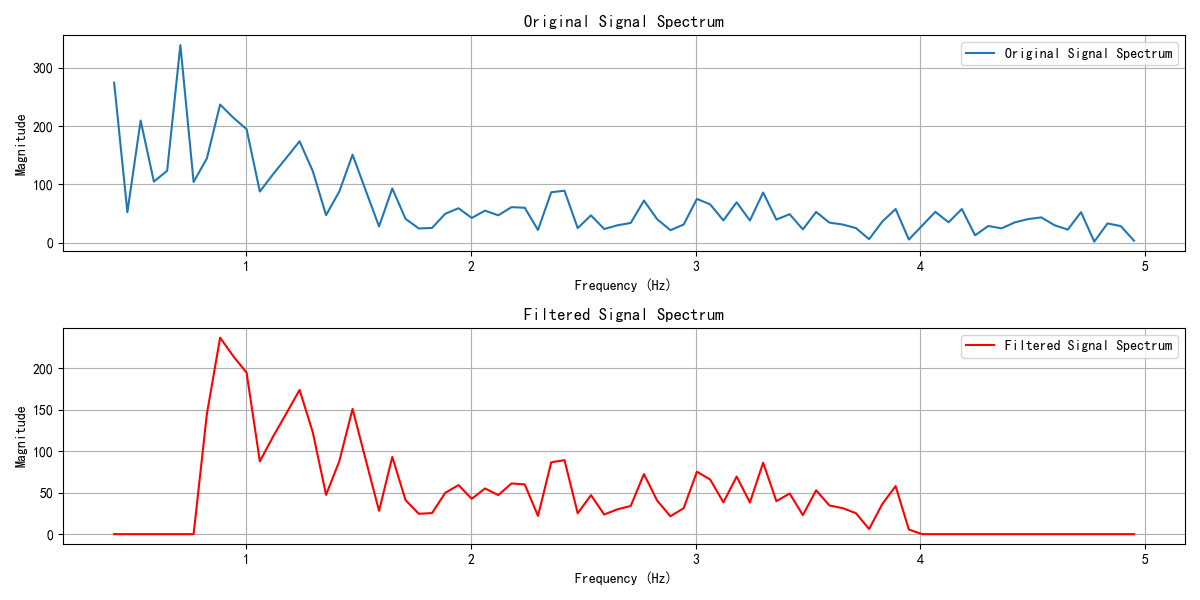 Original Signal Spectrum
Original Signal Spectrum
Magnitude
300
200
100
0
1 2 3 4 5
Frequency (Hz)
Filtered Signal Spectrum
Filtered Signal Spectrum
Magnitude
200
150
100
50
0
1 2 3 4 5
Frequency (Hz)